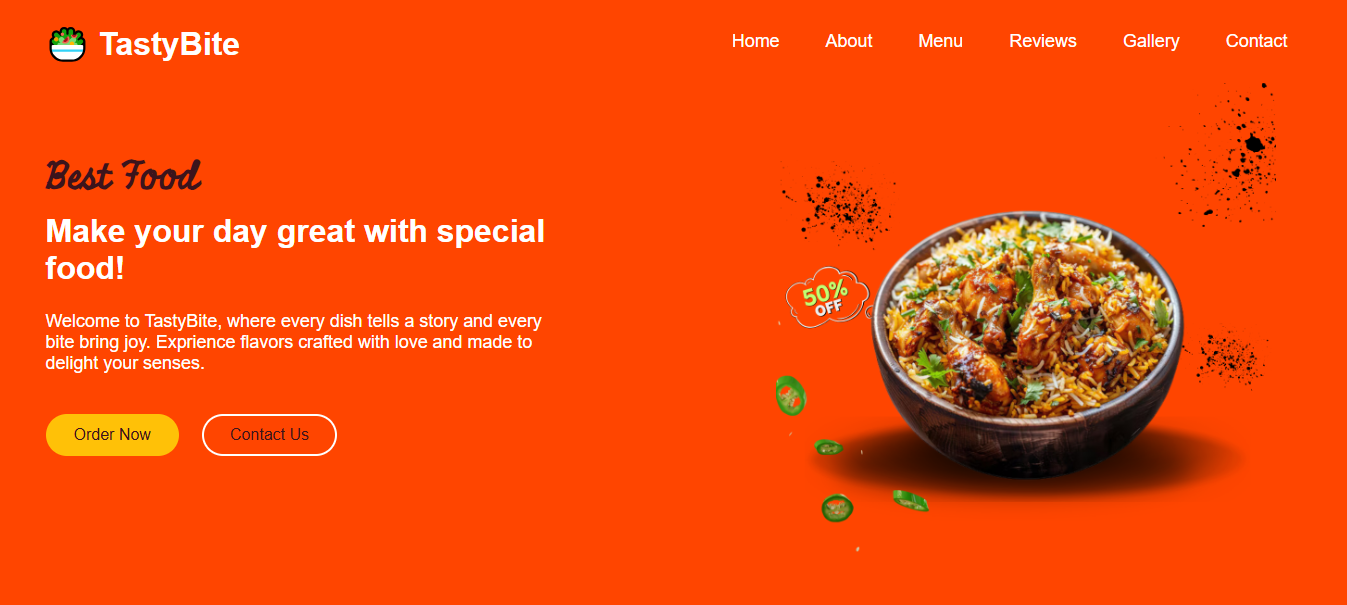 TastyBite
Home About Menu Reviews Gallery Contact
Best Food
Make your day great with special
food!
Welcome to TastyBite, where every dish tells a story and every
bite bring joy. Exprience flavors crafted with love and made to
delight your senses.
Order Now Contact Us
50%
OFF